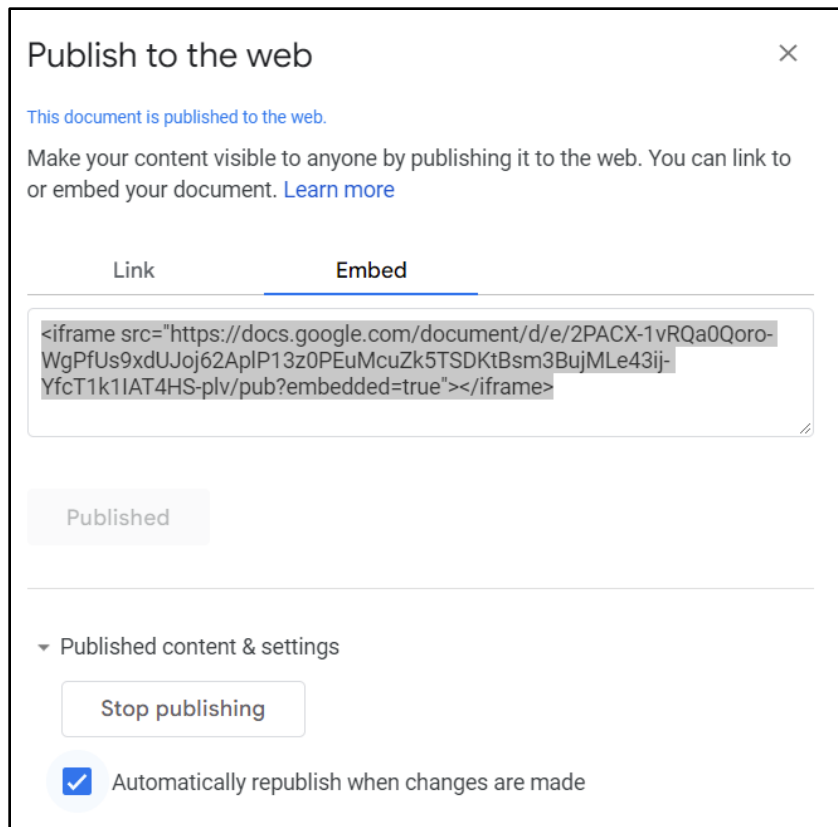 Publish to the web
This document is published to the web.
Make your content visible to anyone by publishing it to the web. You can link to
or embed your document. Learn more
Link Embed
<iframe src="https://docs.google.com/document/d/e/2PACX-1vRQa0Qoro-
WgPfUs9xdUJoj62AplP13z0PEuMcuZk5TSDKtBsm3BujMLe43ij-
YfcT1k1IAT4HS-plv/pub?embedded=true"></iframe>
Published
Published content & settings
Stop publishing
Automatically republish when changes are made